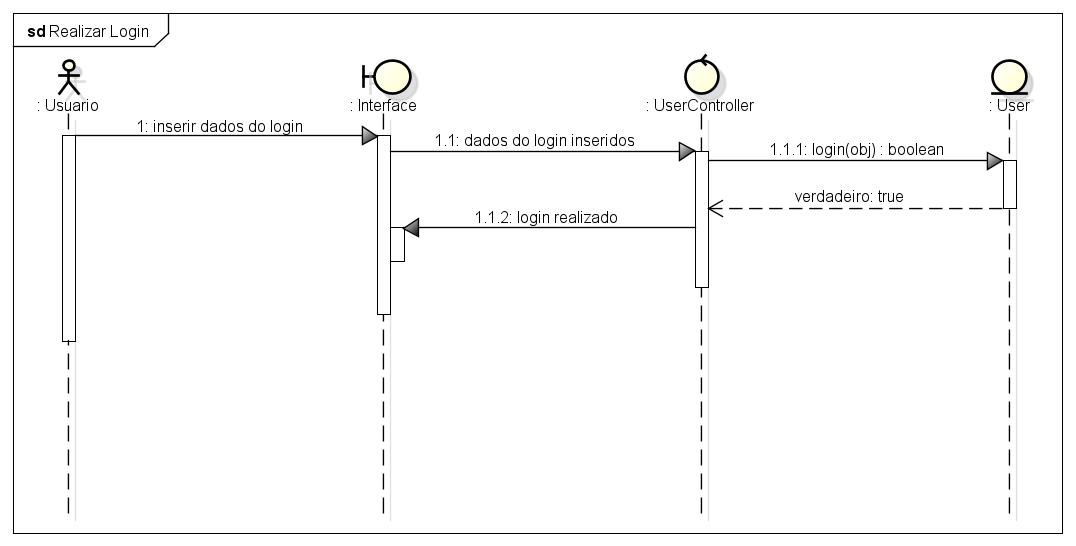 sd Realizar Login
: Usuario
: Interface
: UserController
: User
1: inserir dados do login
1.1: dados do login inseridos
1.1.1: login(obj) : boolean
verdadeiro: true
1.1.2: login realizado